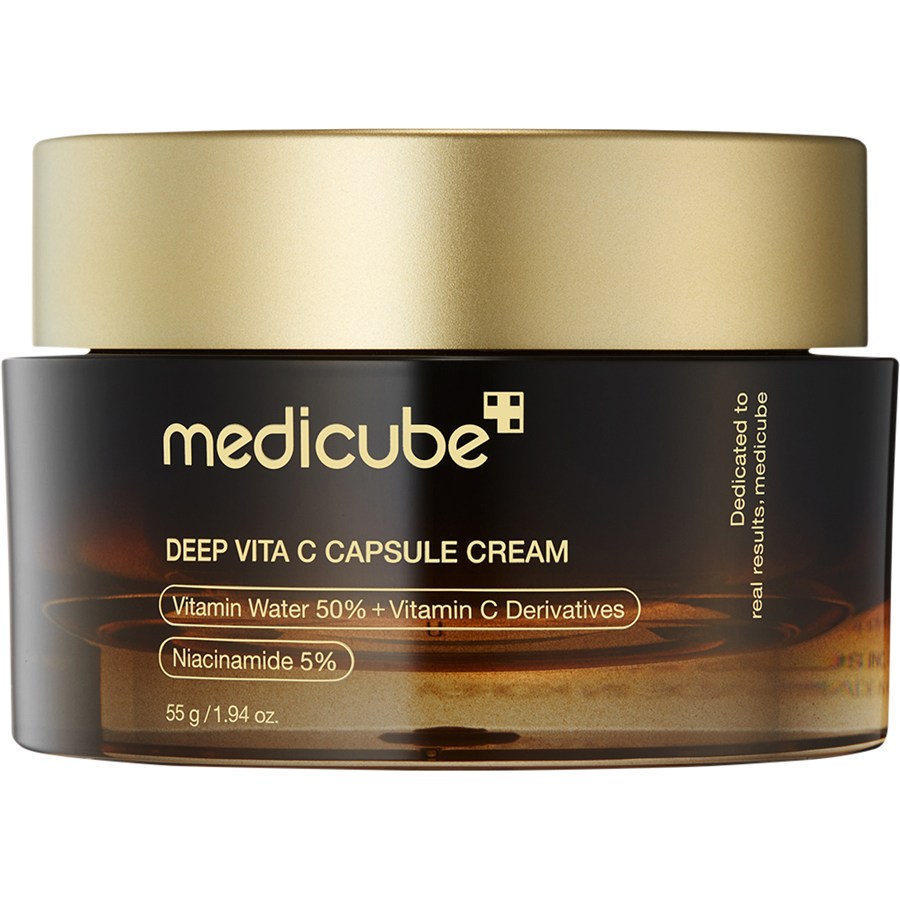 medicube
DEEP VITA C CAPSULE CREAM
Vitamin Water 50% + Vitamin C Derivatives
Niacinamide 5%
55 g / 1.94 oz.
Dedicated to
real results, medicube